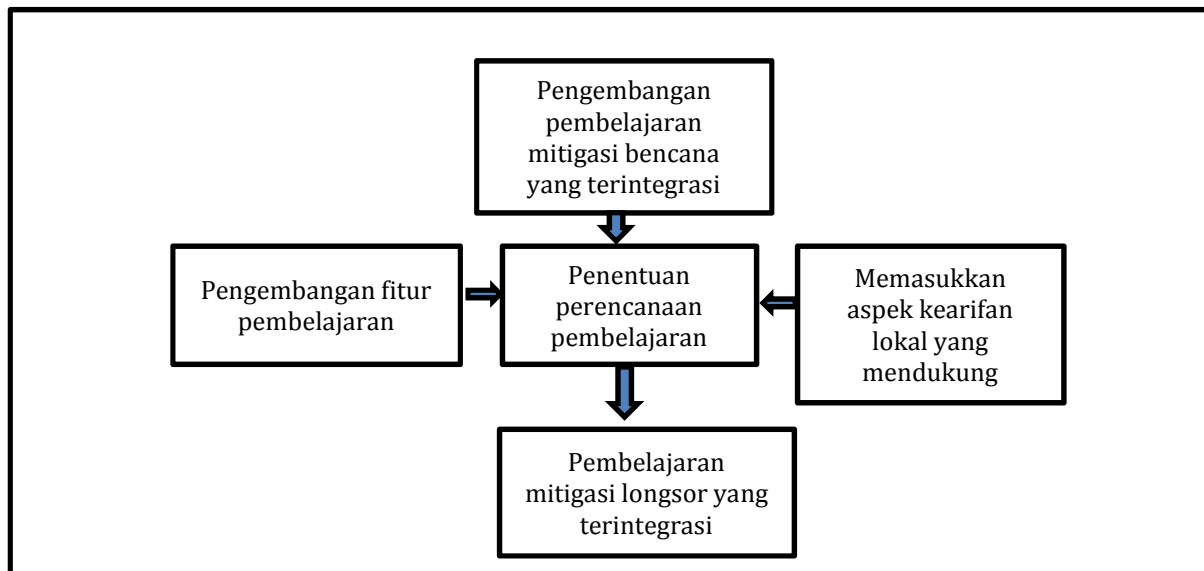 Pengembangan
pembelajaran
mitigasi bencana
yang terintegrasi
Pengembangan fitur
pembelajaran
Penentuan
perencanaan
pembelajaran
Memasukkan
aspek kearifan
lokal yang
mendukung
Pembelajaran
mitigasi longsor yang
terintegrasi